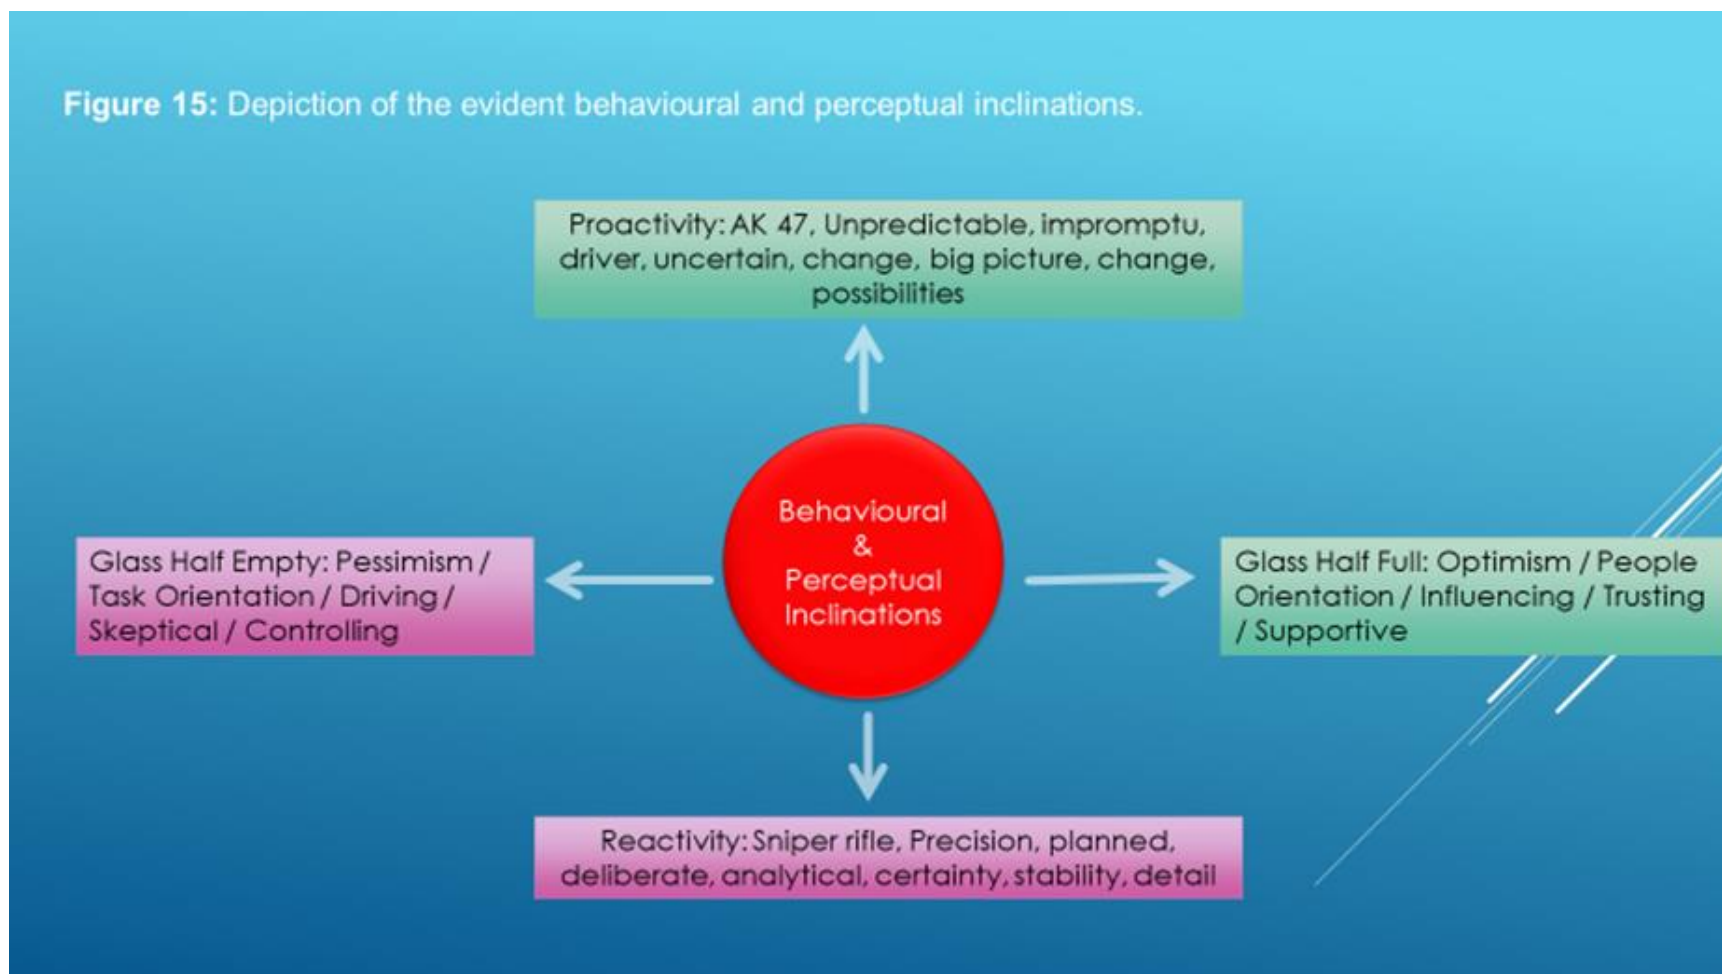 Figure 15: Depiction of the evident behavioural and perceptual inclinations.
Proactivity: AK 47, Unpredictable, impromptu,
driver, uncertain, change, big picture, change,
possibilities
Behavioural
&
Perceptual
Inclinations
Glass Half Empty: Pessimism /
Task Orientation / Driving /
Skeptical / Controlling
Glass Half Full: Optimism / People
Orientation / Influencing / Trusting
/ Supportive
Reactivity: Sniper rifle, Precision, planned,
deliberate, analytical, certainty, stability, detail